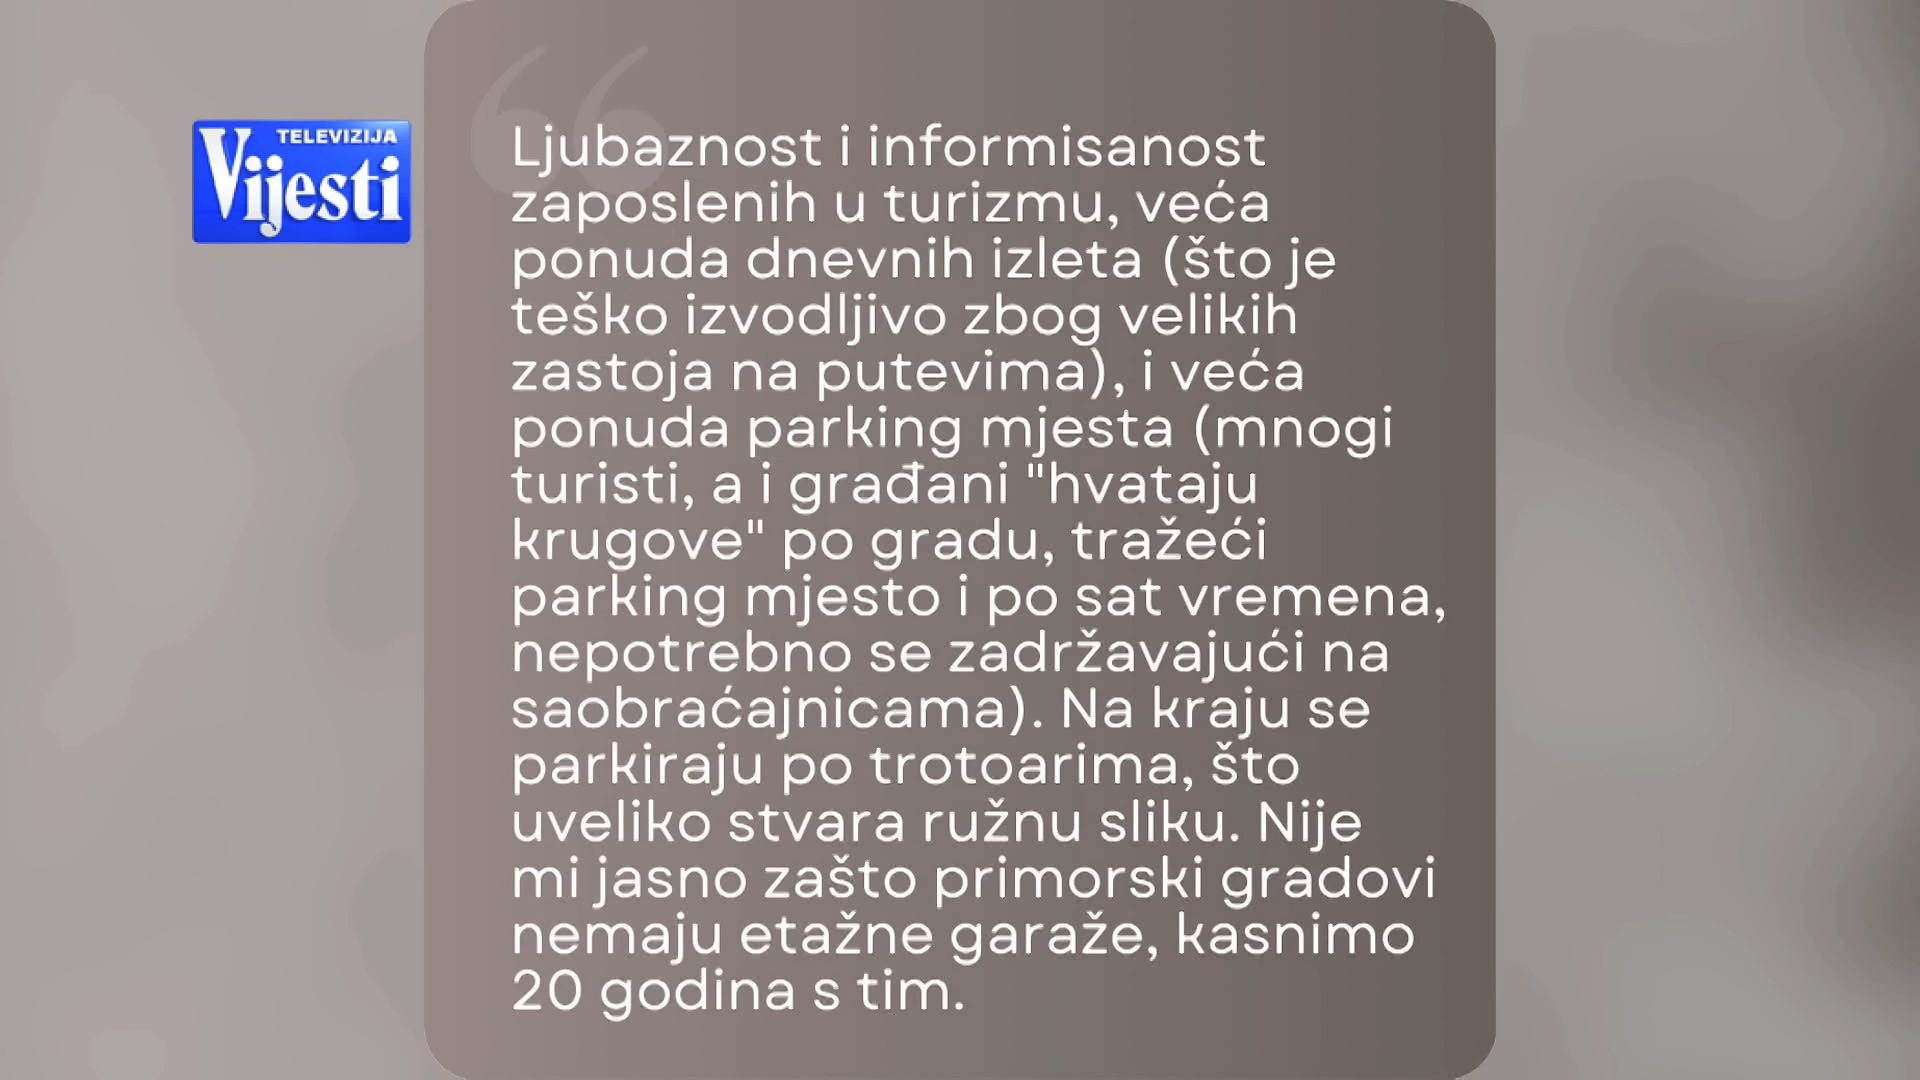 TELEVIZIJA
Vijesti
Ljubaznost i informisanost
zaposlenih u turizmu, veća
ponuda dnevnih izleta (što je
teško izvodljivo zbog velikih
zastoja na putevima), i veća
ponuda parking mjesta (mnogi
turisti, a i građani "hvataju
krugove" po gradu, tražeći
parking mjesto i po sat vremena,
nepotrebno se zadržavajući na
saobraćajnicama). Na kraju se
parkiraju po trotoarima, što
uveliko stvara ružnu sliku. Nije
mi jasno zašto primorski gradovi
nemaju etažne garaže, kasnimo
20 godina s tim.